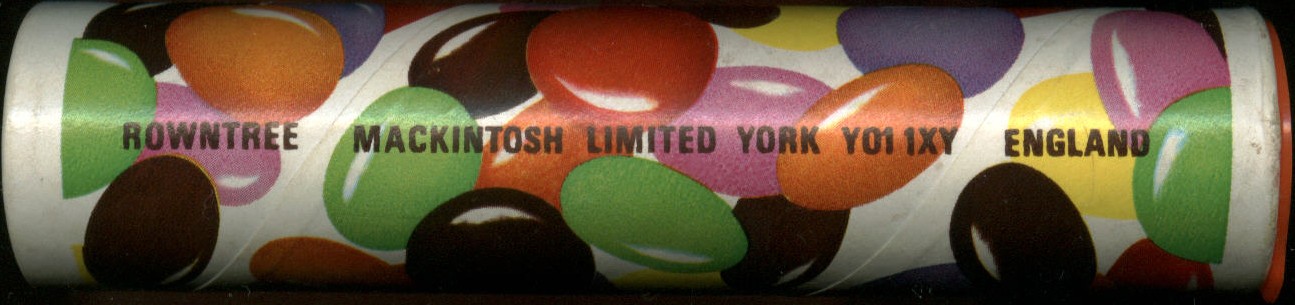 ROWNTREE MACKINTOSH LIMITED YORK YO1 1XY ENGLAND